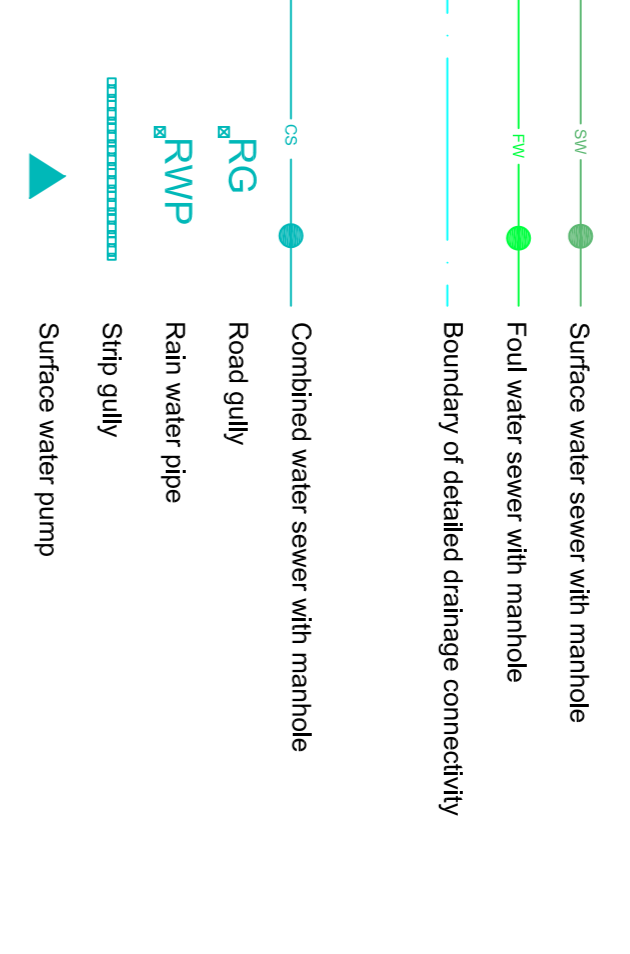 SW Surface water sewer with manhole
FW Foul water sewer with manhole
Boundary of detailed drainage connectivity
CS Combined water sewer with manhole
RG Road gully
RWP Rain water pipe
Strip gully
Surface water pump